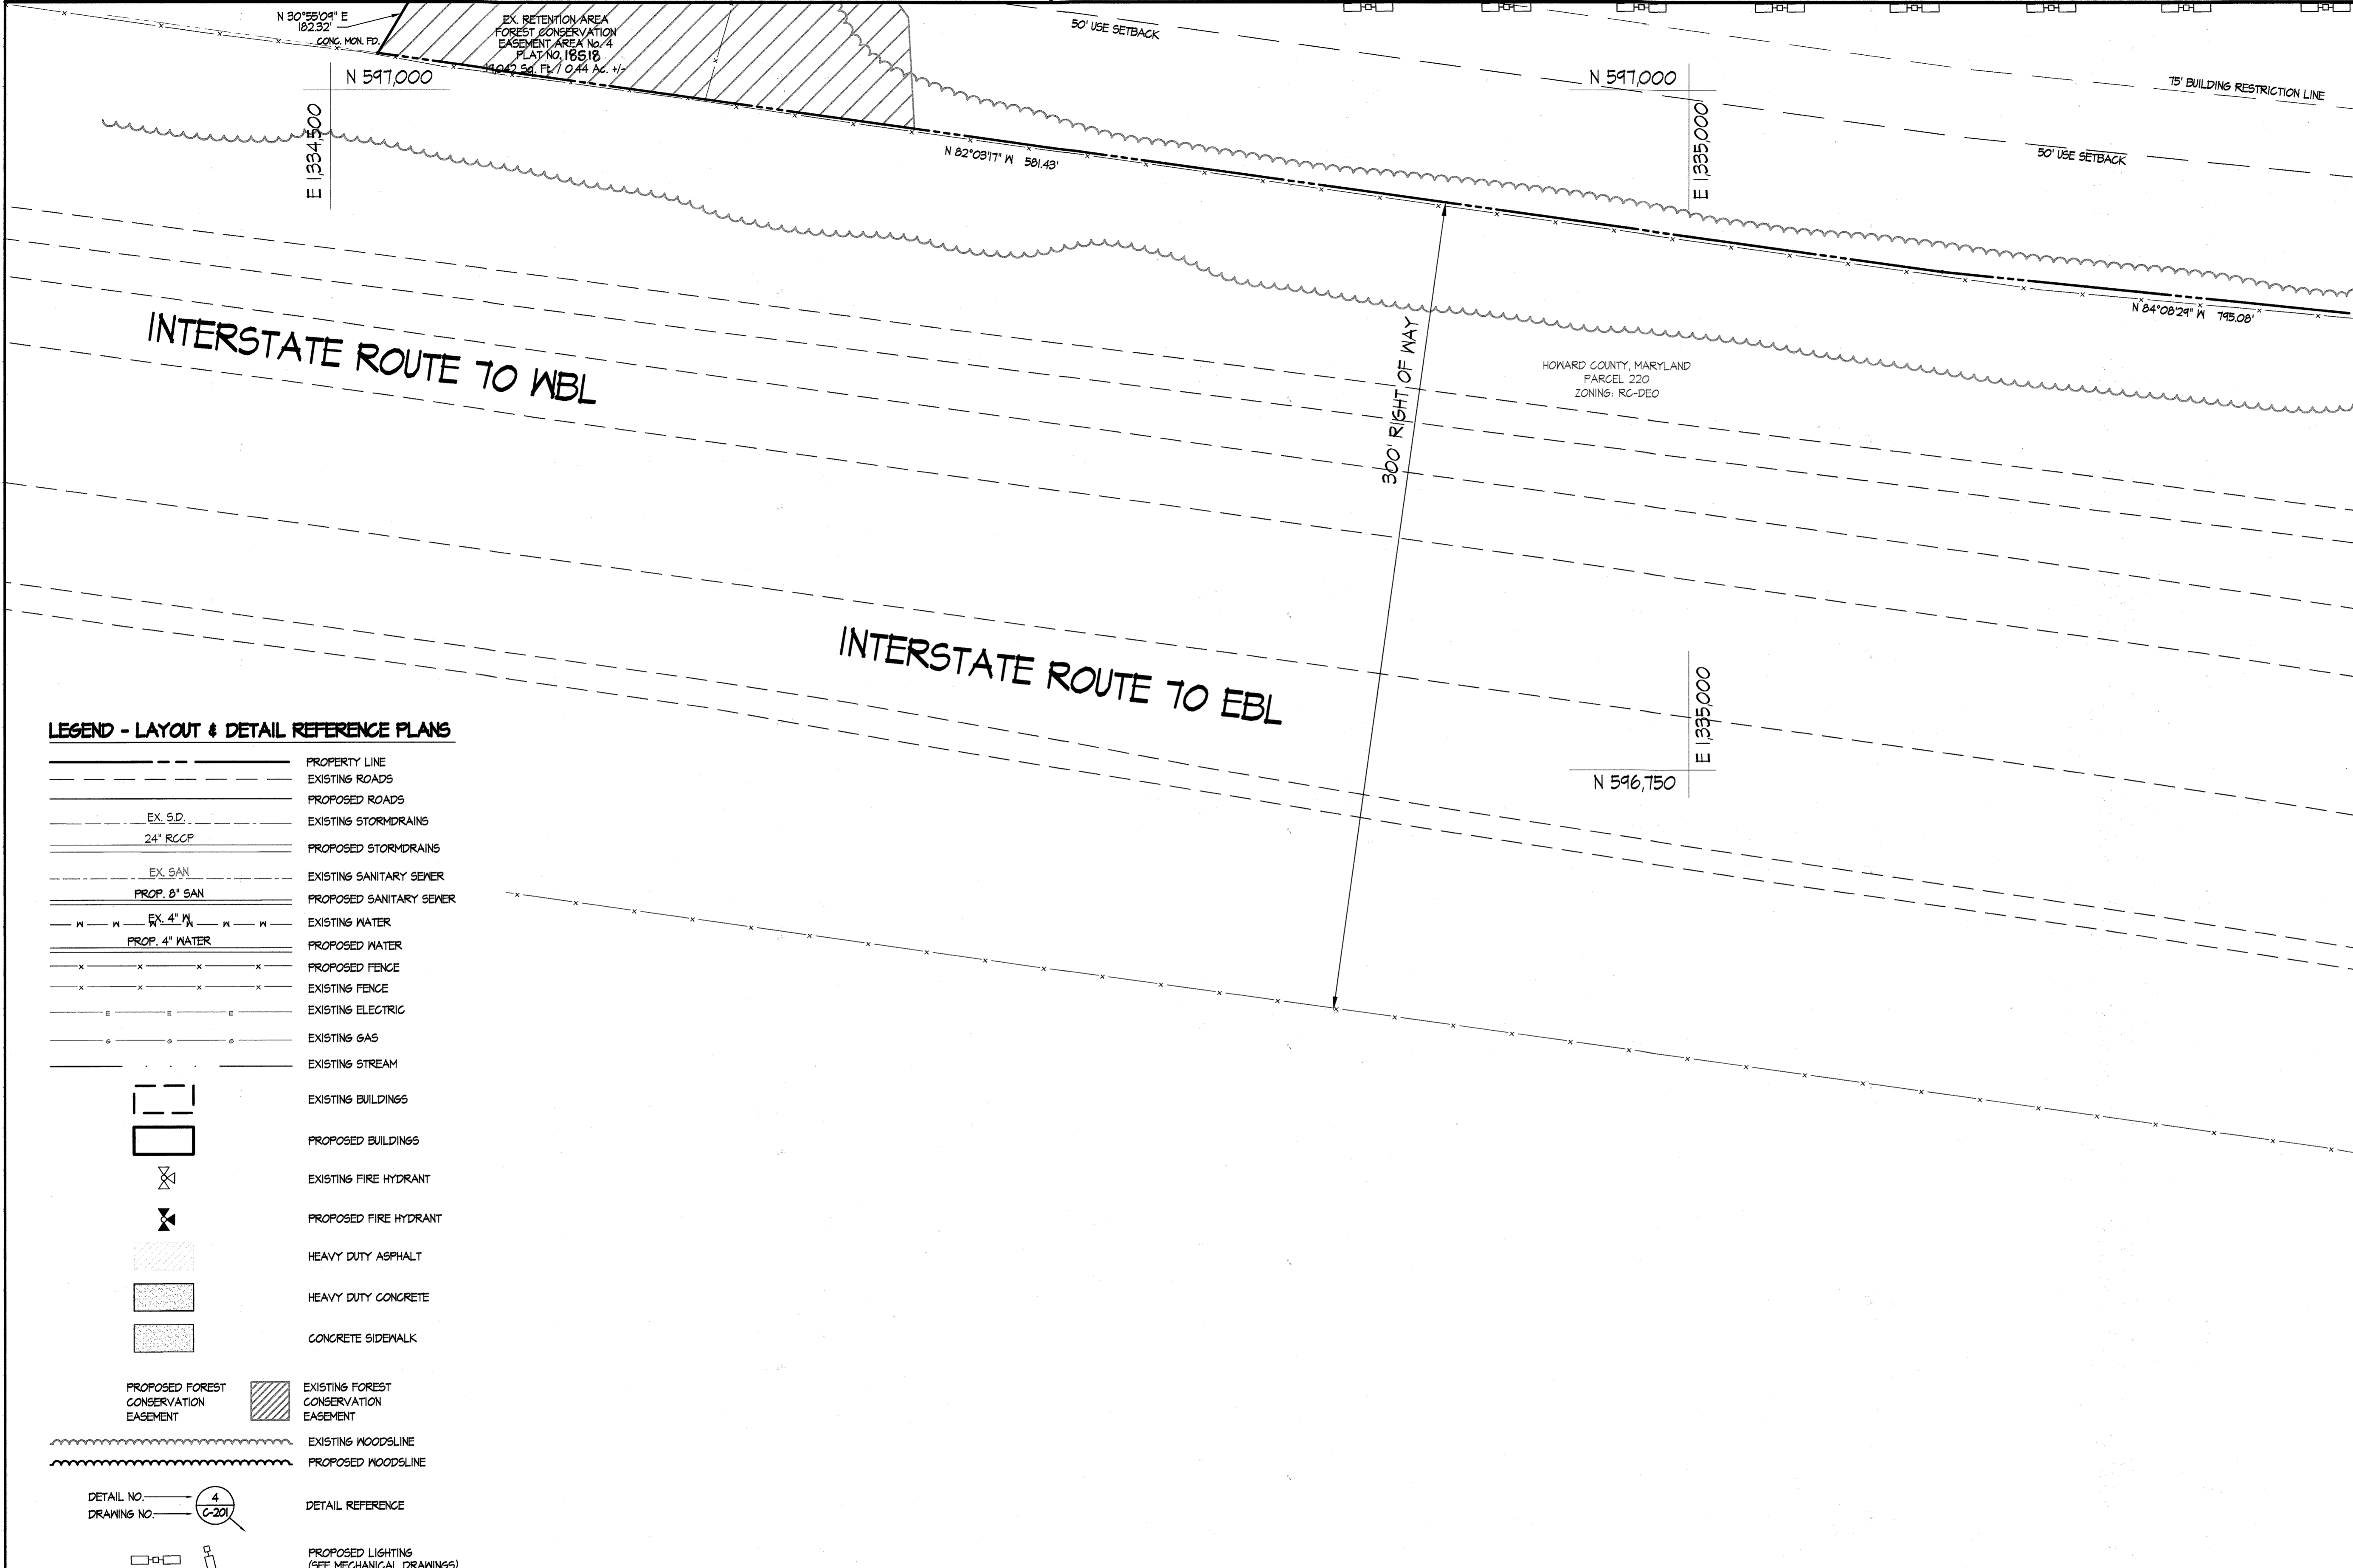 N 30°55'09" E
182.32'
CONC. MON. FD.
EX. RETENTION AREA
FOREST CONSERVATION
EASEMENT AREA No. 4
PLAT NO. 18518
19,042 Sq. Ft. / 0.44 Ac. +/-
50' USE SETBACK
75' BUILDING RESTRICTION LINE
50' USE SETBACK
N 597,000
E 1,334,500
N 597,000
E 1,335,000
N 82°03'17" W 581.43'
N 84°08'29" W 795.08'
INTERSTATE ROUTE 70 WBL
300' RIGHT OF WAY
HOWARD COUNTY, MARYLAND
PARCEL 220
ZONING: RC-DEO
INTERSTATE ROUTE 70 EBL
E 1,335,000
N 596,750
LEGEND - LAYOUT & DETAIL REFERENCE PLANS
PROPERTY LINE
EXISTING ROADS
PROPOSED ROADS
EX. S.D. EXISTING STORMDRAINS
24" RCCP PROPOSED STORMDRAINS
EX. SAN EXISTING SANITARY SEWER
PROP. 8" SAN PROPOSED SANITARY SEWER
W W EX. 4" W W W W W EXISTING WATER
PROP. 4" WATER PROPOSED WATER
x x x x PROPOSED FENCE
x x x x EXISTING FENCE
E E E EXISTING ELECTRIC
G G G EXISTING GAS
EXISTING STREAM
EXISTING BUILDINGS
PROPOSED BUILDINGS
EXISTING FIRE HYDRANT
PROPOSED FIRE HYDRANT
HEAVY DUTY ASPHALT
HEAVY DUTY CONCRETE
CONCRETE SIDEWALK
PROPOSED FOREST
CONSERVATION
EASEMENT
EXISTING FOREST
CONSERVATION
EASEMENT
EXISTING WOODSLINE
PROPOSED WOODSLINE
DETAIL NO. 4
DRAWING NO. C-201
DETAIL REFERENCE
PROPOSED LIGHTING
(SEE MECHANICAL DRAWINGS)